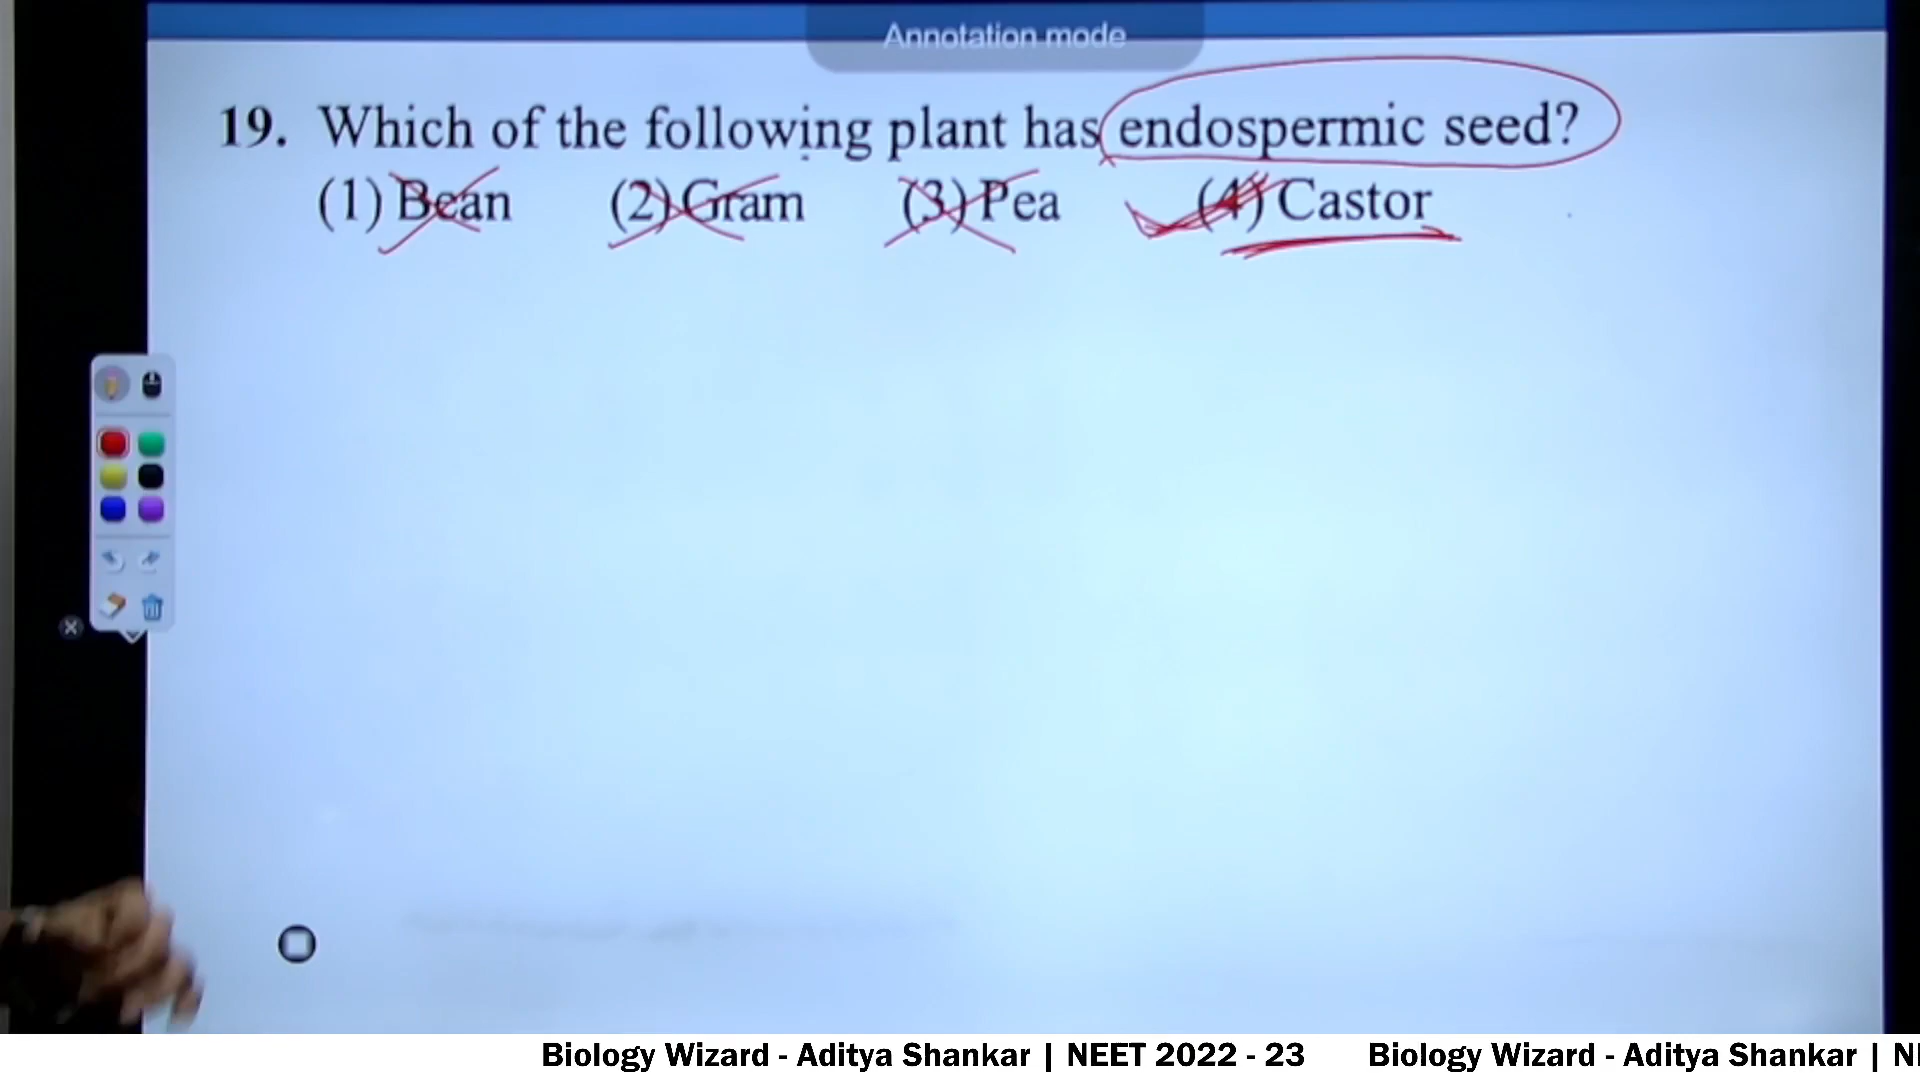 Annotation mode
19. Which of the following plant has endospermic seed?
(1) Bean (2) Gram (3) Pea (4) Castor
Biology Wizard - Aditya Shankar | NEET 2022 - 23 Biology Wizard - Aditya Shankar | NE